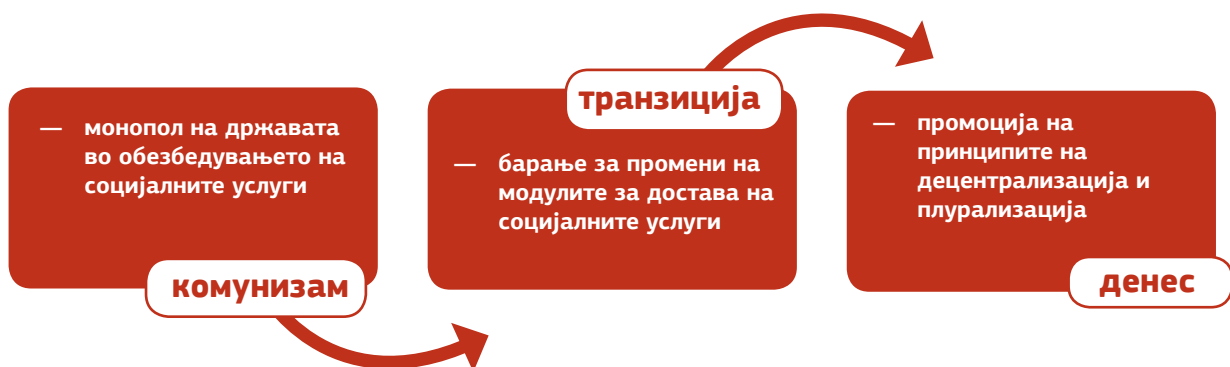 — монопол на државата
во обезбедувањето на
социјалните услуги
комунизам
транзиција
— барање за промени на
модулите за достава на
социјалните услуги
— промоција на
принципите на
децентрализација и
плурализација
денес